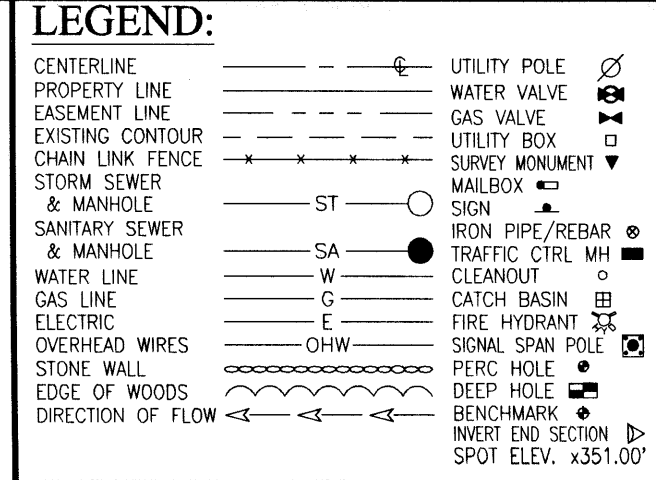 LEGEND:
CENTERLINE ℄
PROPERTY LINE
EASEMENT LINE
EXISTING CONTOUR
CHAIN LINK FENCE x x x x
STORM SEWER
& MANHOLE ST
SANITARY SEWER
& MANHOLE SA
WATER LINE W
GAS LINE G
ELECTRIC E
OVERHEAD WIRES OHW
STONE WALL
EDGE OF WOODS
DIRECTION OF FLOW
UTILITY POLE
WATER VALVE
GAS VALVE
UTILITY BOX
SURVEY MONUMENT
MAILBOX
SIGN
IRON PIPE/REBAR
TRAFFIC CTRL MH
CLEANOUT
CATCH BASIN
FIRE HYDRANT
SIGNAL SPAN POLE
PERC HOLE
DEEP HOLE
BENCHMARK
INVERT END SECTION
SPOT ELEV. x351.00'